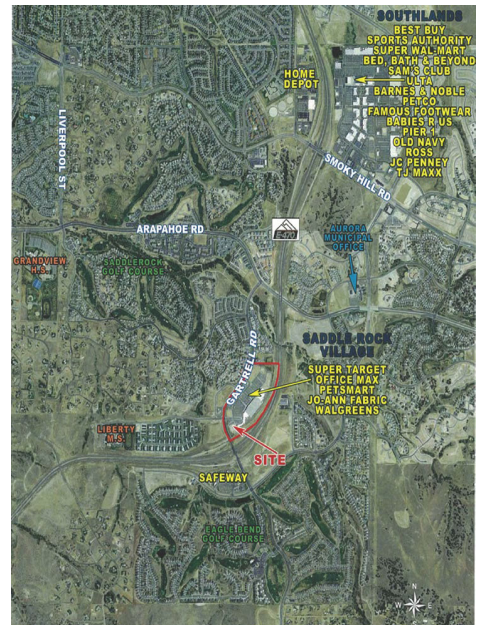 SOUTHLANDS
BEST BUY
SPORTS AUTHORITY
SUPER WAL-MART
BED, BATH & BEYOND
SAM'S CLUB
ULTA
BARNES & NOBLE
PETCO
FAMOUS FOOTWEAR
BABIES R US
PIER 1
OLD NAVY
ROSS
JC PENNEY
TJ MAXX
HOME
DEPOT
LIVERPOOL ST
SMOKY HILL RD
ARAPAHOE RD
E-470
AURORA
MUNICIPAL
OFFICE
GRANDVIEW
H.S.
SADDLEROCK
GOLF COURSE
GARTRELL RD
SADDLE ROCK
VILLAGE
SUPER TARGET
OFFICE MAX
PETSMART
JO-ANN FABRIC
WALGREENS
LIBERTY
M.S.
SITE
SAFEWAY
EAGLE BEND
GOLF COURSE
N
W
E
S